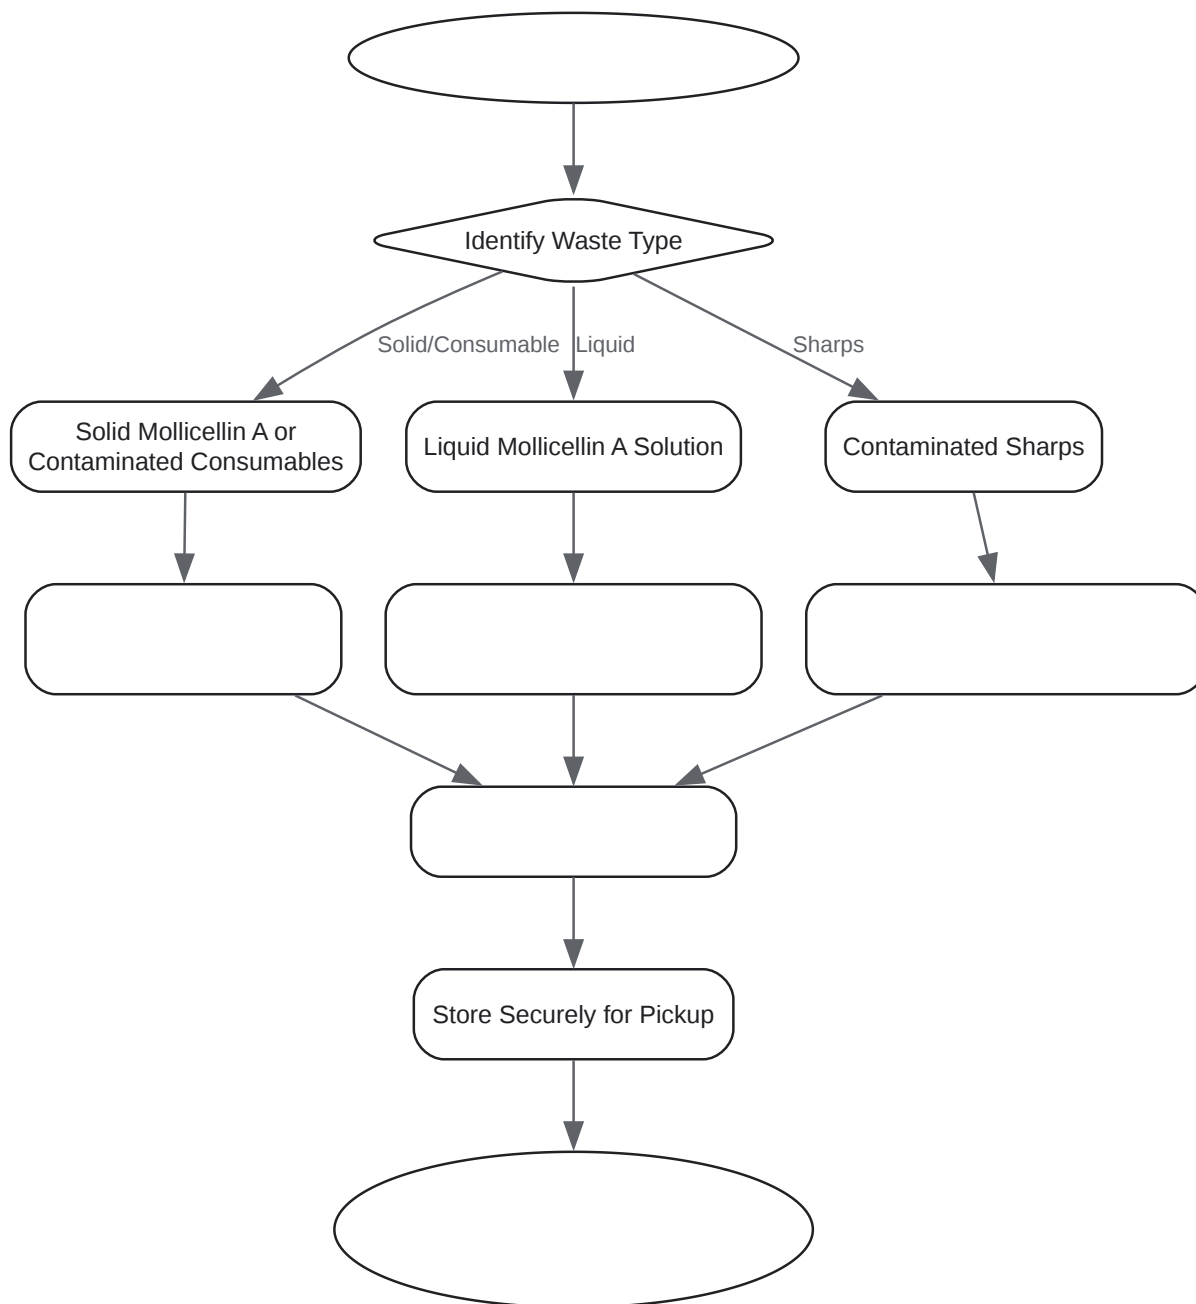 Identify Waste Type
Solid/Consumable
Liquid
Sharps
Solid Mollicellin A or
Contaminated Consumables
Liquid Mollicellin A Solution
Contaminated Sharps
Store Securely for Pickup